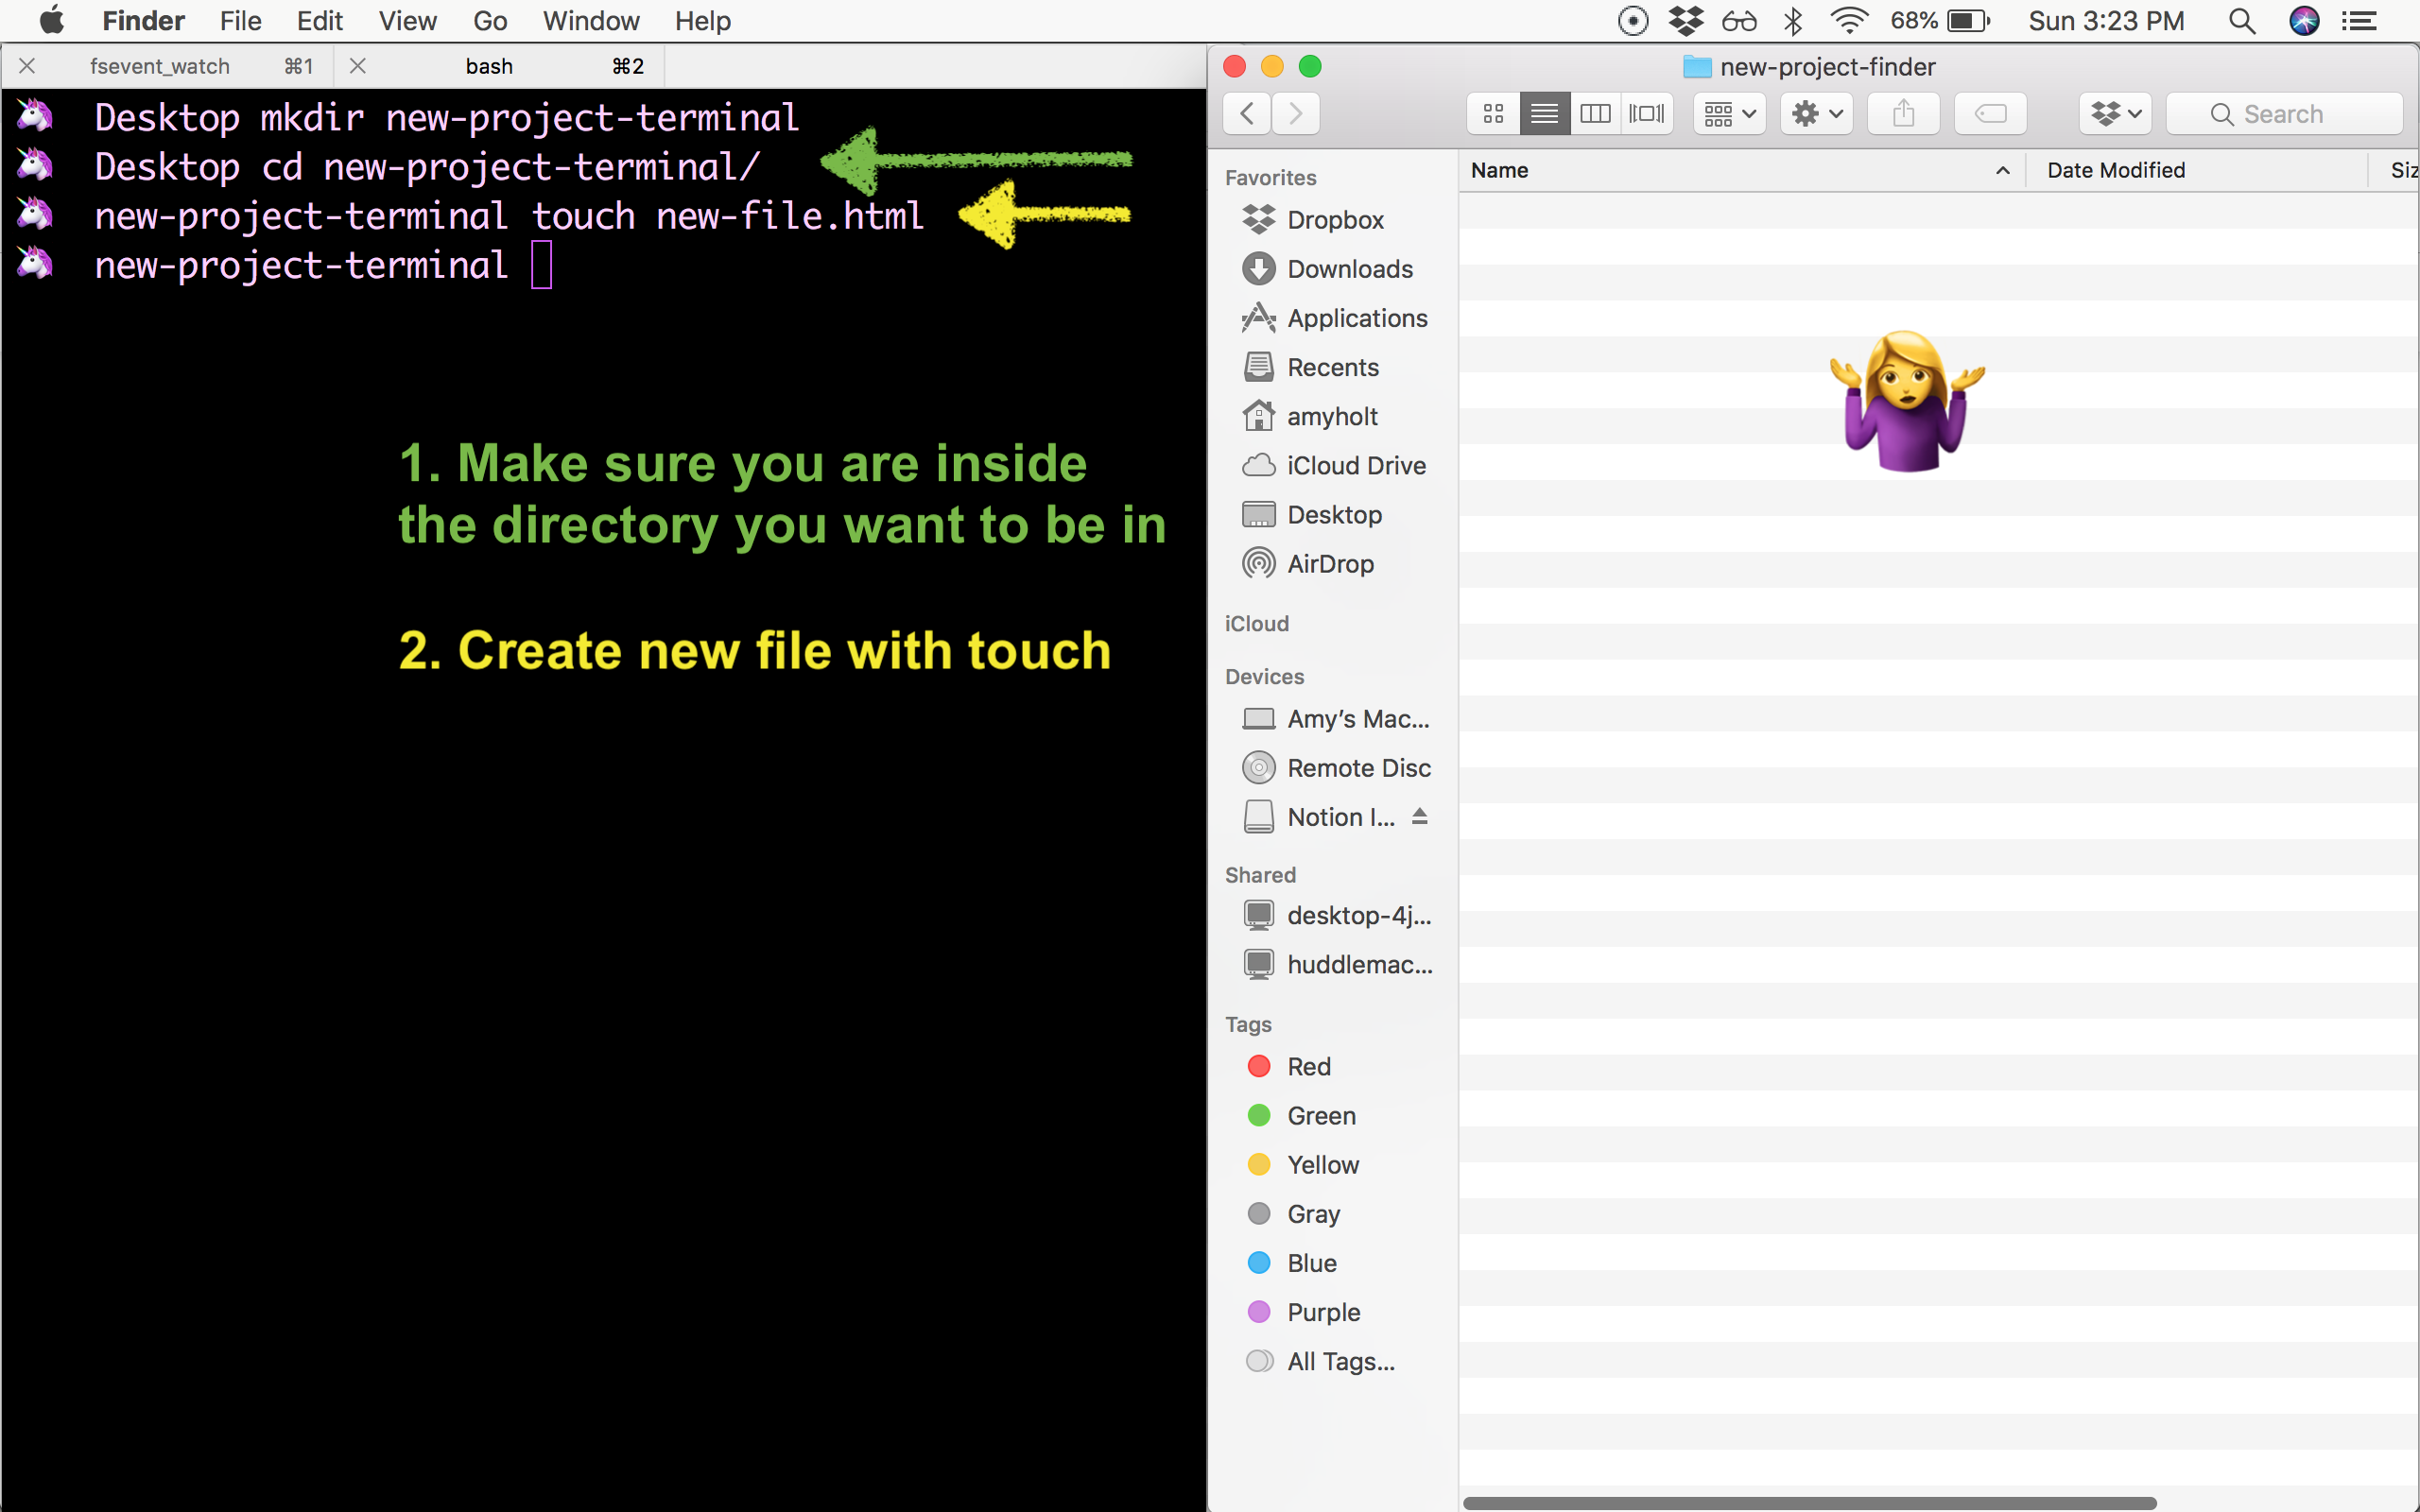 Finder File Edit View Go Window Help 68% Sun 3:23 PM
fsevent_watch ⌘1 bash ⌘2
Desktop mkdir new-project-terminal
Desktop cd new-project-terminal/
new-project-terminal touch new-file.html
new-project-terminal
1. Make sure you are inside
the directory you want to be in
2. Create new file with touch
new-project-finder
Search
Name Date Modified Siz
Favorites
Dropbox
Downloads
Applications
Recents
amyholt
iCloud Drive
Desktop
AirDrop
iCloud
Devices
Amy’s Mac...
Remote Disc
Notion I...
Shared
desktop-4j...
huddlemac...
Tags
Red
Green
Yellow
Gray
Blue
Purple
All Tags...